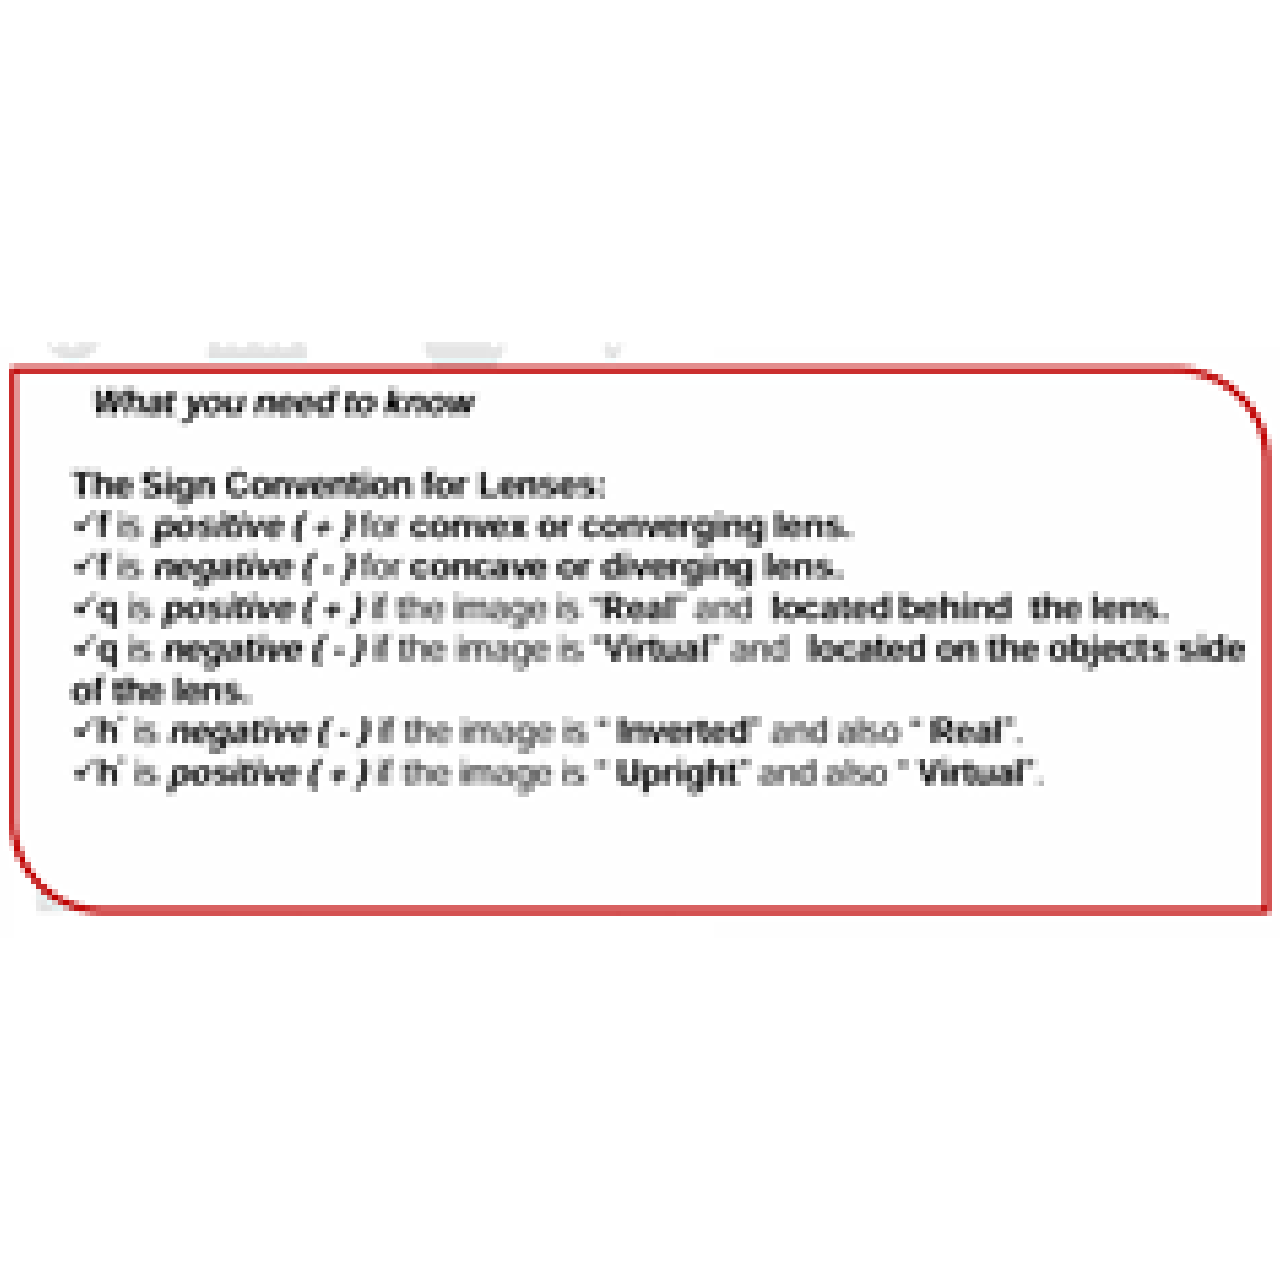 What you need to know
The Sign Convention for Lenses:
✓f is positive ( + ) for convex or converging lens.
✓f is negative ( - ) for concave or diverging lens.
✓q is positive ( + ) if the image is "Real" and located behind the lens.
✓q is negative ( - ) if the image is "Virtual" and located on the objects side
of the lens.
✓h' is negative ( - ) if the image is " Inverted" and also " Real".
✓h' is positive ( + ) if the image is " Upright" and also " Virtual".